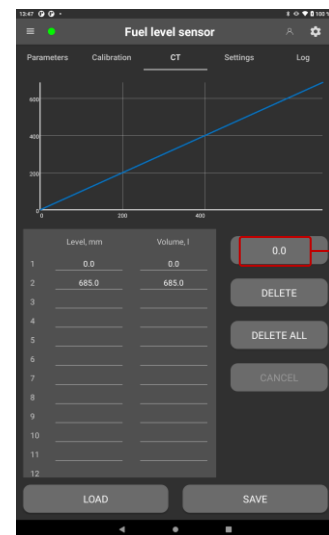 13:47
100 %
Fuel level sensor
Parameters Calibration CT Settings Log
600
400
200
0
0 200 400
Level, mm Volume, l
1 0.0 0.0
2 685.0 685.0
3
4
5
6
7
8
9
10
11
12
0.0
DELETE
DELETE ALL
CANCEL
LOAD SAVE